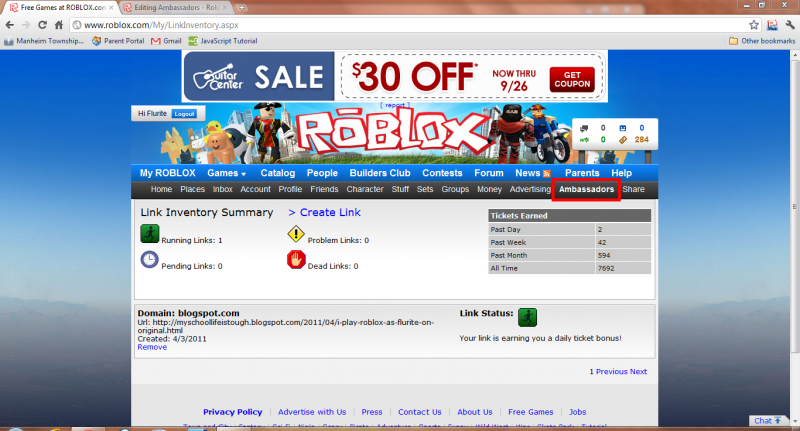 Free Games at ROBLOX.com
Editing Ambassadors - Rob
www.roblox.com/My/LinkInventory.aspx
Manheim Township... Parent Portal Gmail JavaScript Tutorial Other bookmarks
Guitar Center SALE $30 OFF* NOW THRU 9/26 GET COUPON
[ report ]
Hi Flurite Logout
ROBLOX
0 0
0 284
My ROBLOX Games Catalog People Builders Club Contests Forum News Parents Help
Home Places Inbox Account Profile Friends Character Stuff Sets Groups Money Advertising Ambassadors Share
Link Inventory Summary > Create Link
Running Links: 1 Problem Links: 0
Pending Links: 0 Dead Links: 0
Tickets Earned
Past Day 2
Past Week 42
Past Month 594
All Time 7692
Domain: blogspot.com
Url: http://myschoollifeistough.blogspot.com/2011/04/i-play-roblox-as-flurite-on-
original.html
Created: 4/3/2011
Remove
Link Status:
Your link is earning you a daily ticket bonus!
1 Previous Next
Privacy Policy | Advertise with Us | Press | Contact Us | About Us | Free Games | Jobs
Chat